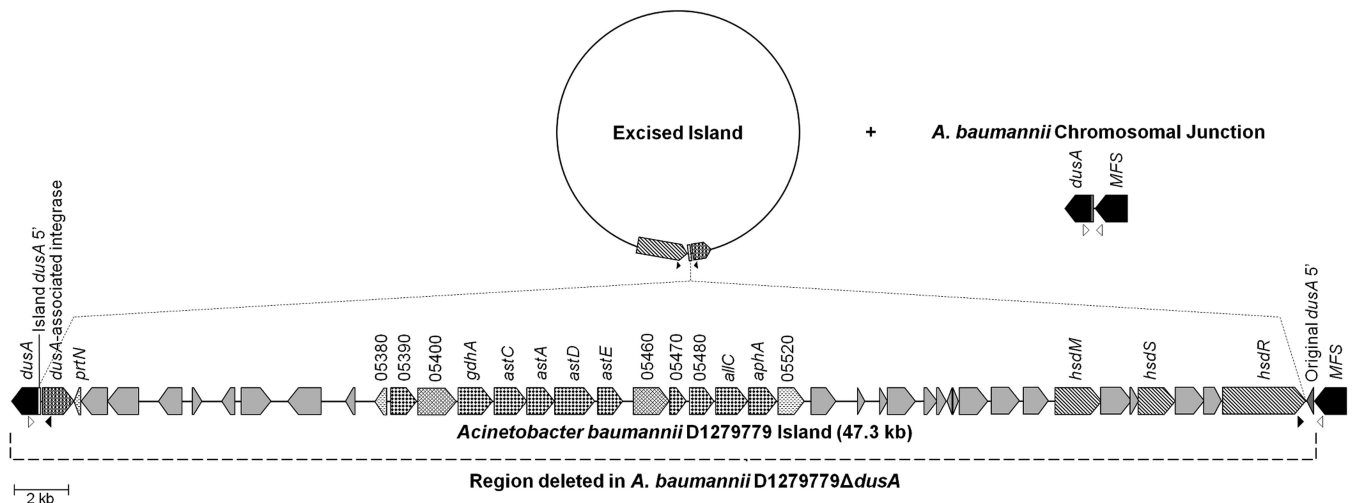 Excised Island
+
A. baumannii Chromosomal Junction
dusA
MFS
dusA
Island dusA 5'
dusA-associated integrase
prtN
05380
05390
05400
gdhA
astC
astA
astD
astE
05460
05470
05480
allC
aphA
05520
hsdM
hsdS
hsdR
Original dusA 5'
MFS
Acinetobacter baumannii D1279779 Island (47.3 kb)
Region deleted in A. baumannii D1279779ΔdusA
2 kb